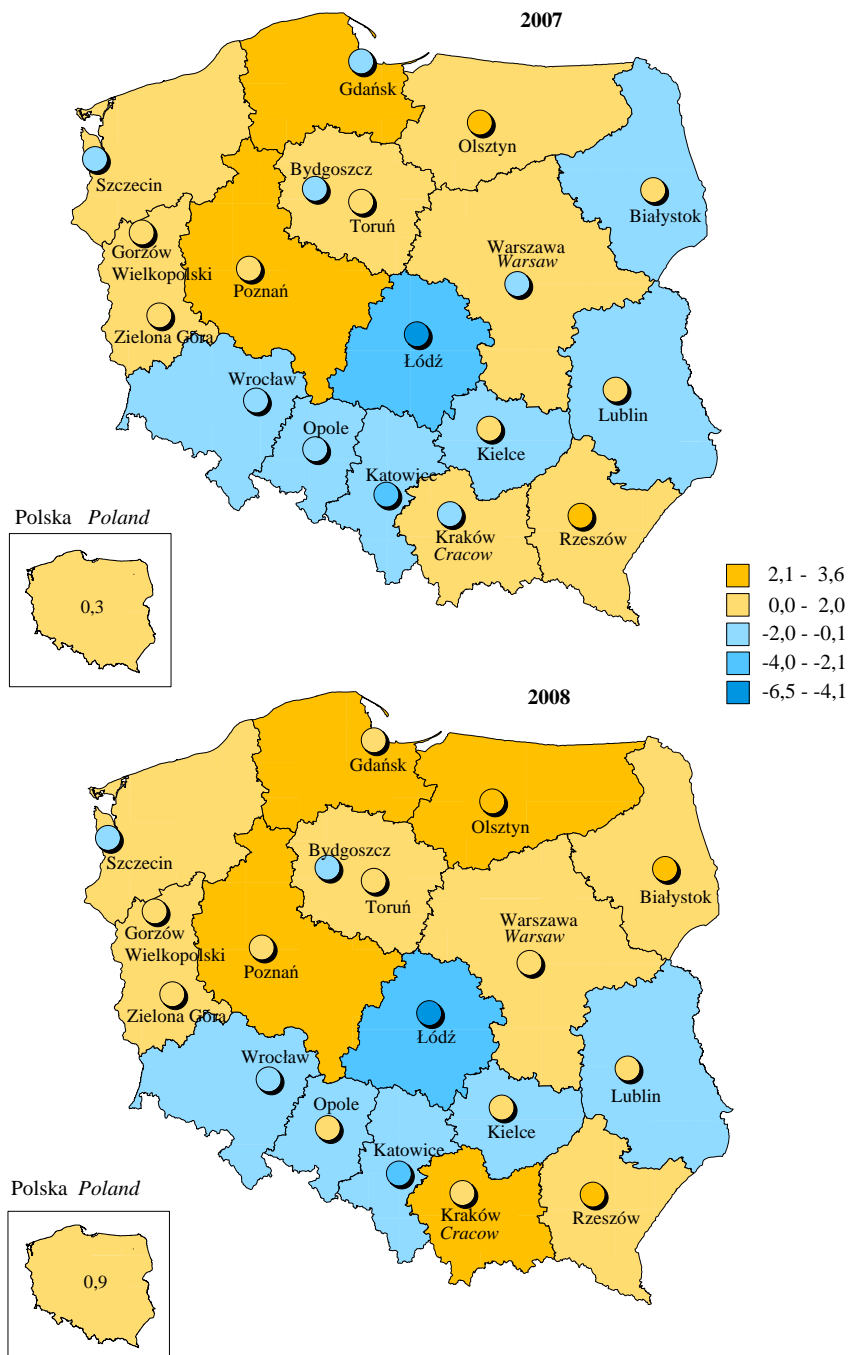 2007
Gdańsk
Olsztyn
Bydgoszcz
Szczecin
Toruń
Białystok
Gorzów
Wielkopolski
Warszawa
Warsaw
Poznań
Zielona Góra
Łódź
Wrocław
Lublin
Opole
Kielce
Katowice
Kraków
Cracow
Rzeszów
Polska Poland
0,3
2,1 - 3,6
0,0 - 2,0
-2,0 - -0,1
-4,0 - -2,1
-6,5 - -4,1
2008
Gdańsk
Olsztyn
Bydgoszcz
Szczecin
Białystok
Toruń
Gorzów
Wielkopolski
Warszawa
Warsaw
Poznań
Zielona Góra
Łódź
Wrocław
Lublin
Opole
Kielce
Katowice
Kraków
Cracow
Rzeszów
Polska Poland
0,9